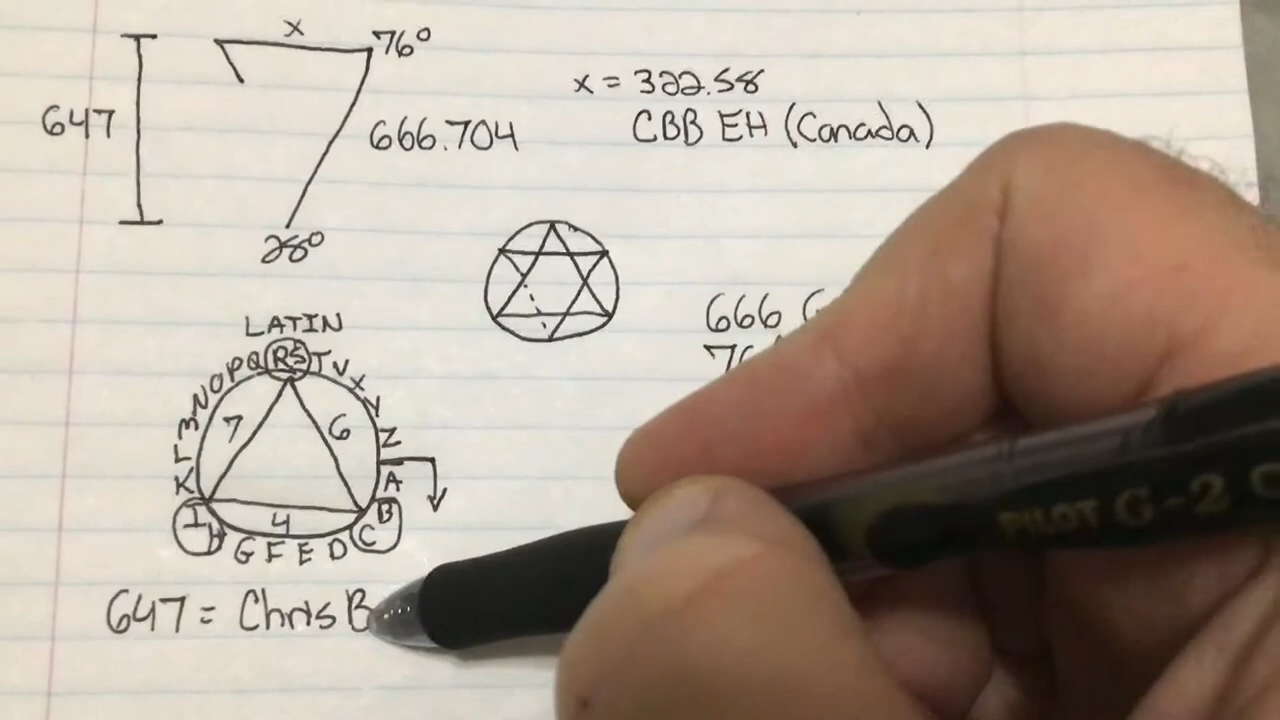 x
76°
647
666.704
28°
x = 322.58
CBB EH (Canada)
LATIN
RS T V X Y Z
A B C D E F G H I K L M N O P Q
7
6
4
666
76
647 = Chris B
PILOT G-2